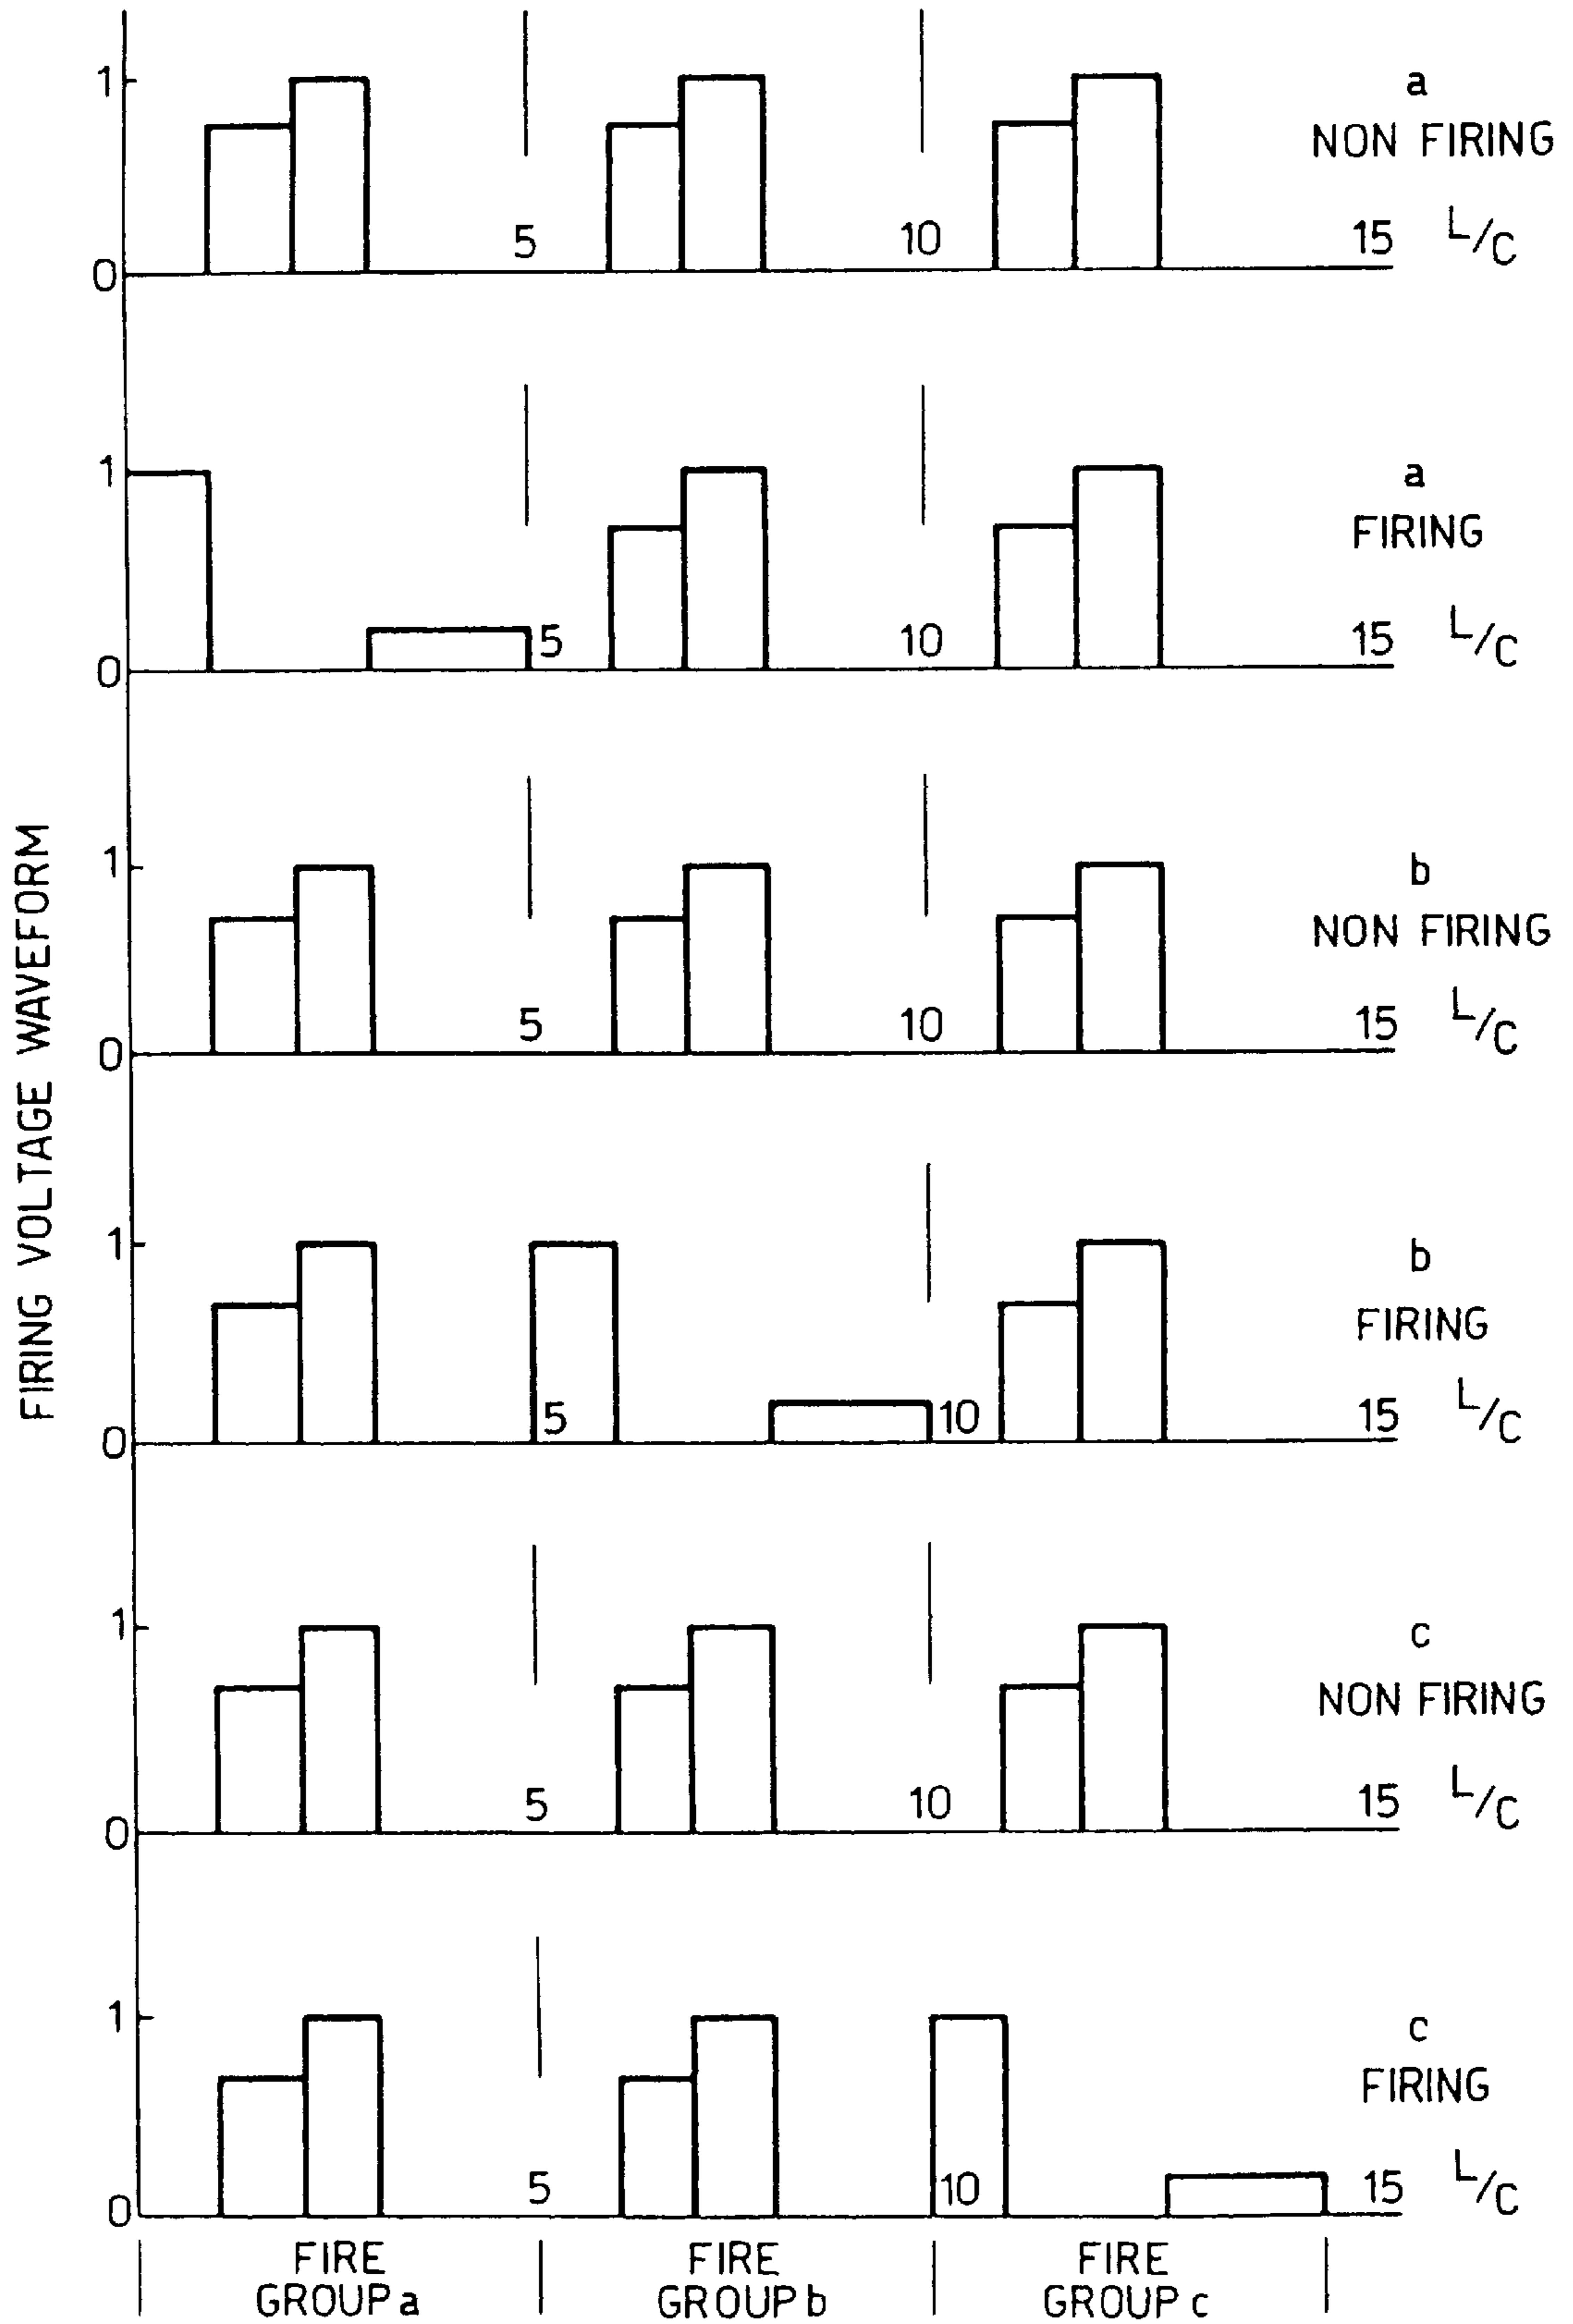 FIRING VOLTAGE WAVEFORM
1
a
NON FIRING
5
10
15
L/C
0
1
a
FIRING
5
10
15
L/C
0
1
b
NON FIRING
5
10
15
L/C
0
1
b
FIRING
5
10
15
L/C
0
1
c
NON FIRING
5
10
15
L/C
0
1
c
FIRING
5
10
15
L/C
0
FIRE
GROUP a
FIRE
GROUP b
FIRE
GROUP c